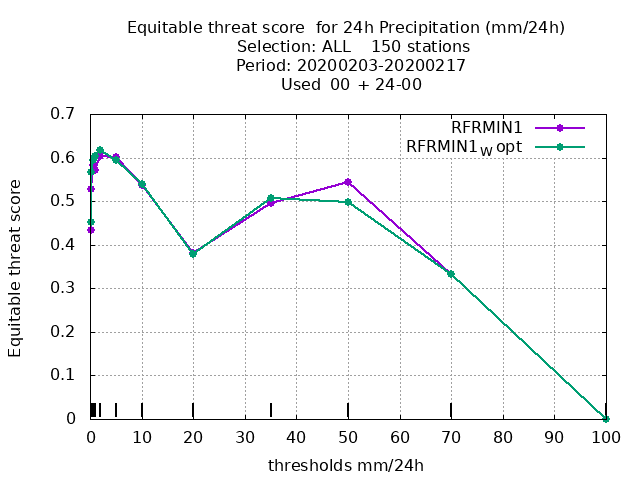 Equitable threat score  for 24h Precipitation (mm/24h)
Selection: ALL    150 stations
Period: 20200203-20200217
Used  00 + 24-00
RFRMIN1
RFRMIN1W opt
Equitable threat score
0.7
0.6
0.5
0.4
0.3
0.2
0.1
0
0 10 20 30 40 50 60 70 80 90 100
thresholds mm/24h